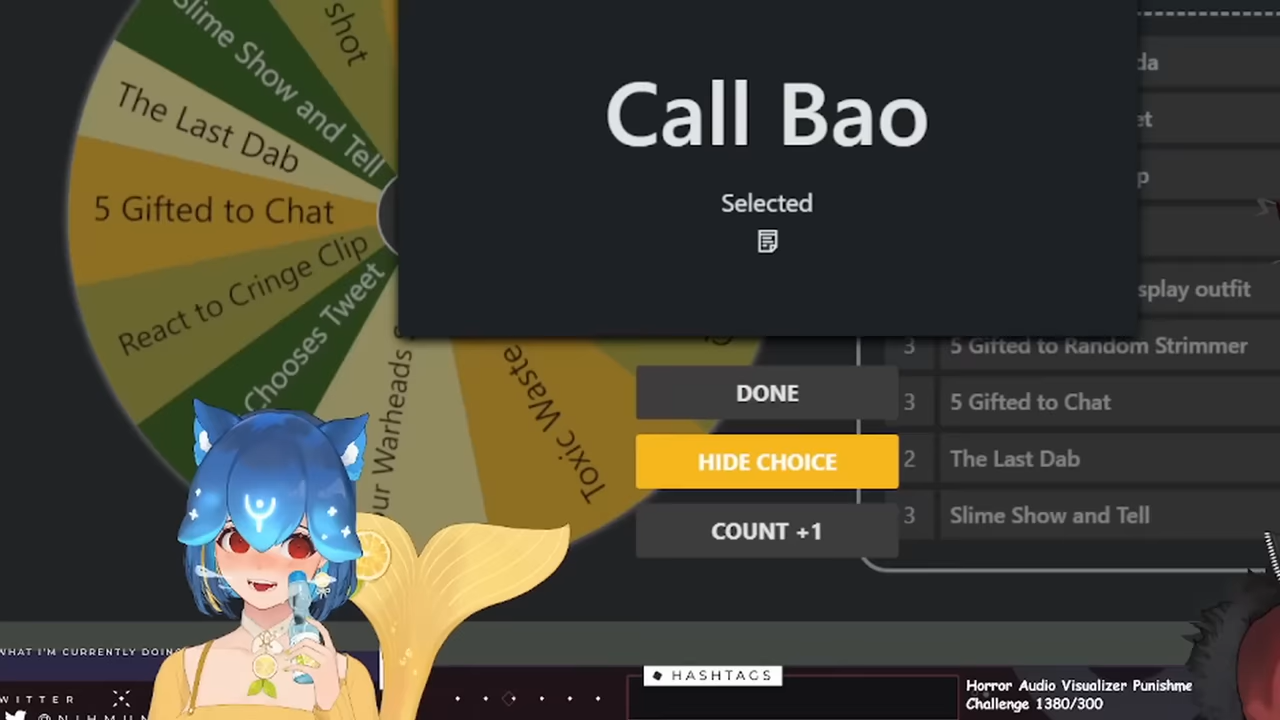 shot
Slime Show and Tell
The Last Dab
5 Gifted to Chat
React to Cringe Clip
Chooses Tweet
ur Warheads
Toxic Waste
Call Bao
Selected
DONE
HIDE CHOICE
COUNT +1
da
et
p
splay outfit
3 5 Gifted to Random Strimmer
3 5 Gifted to Chat
2 The Last Dab
3 Slime Show and Tell
WHAT I'M CURRENTLY DOING
WITTER
@NIHMUN
HASHTAGS
Horror Audio Visualizer Punishme
Challenge 1380/300